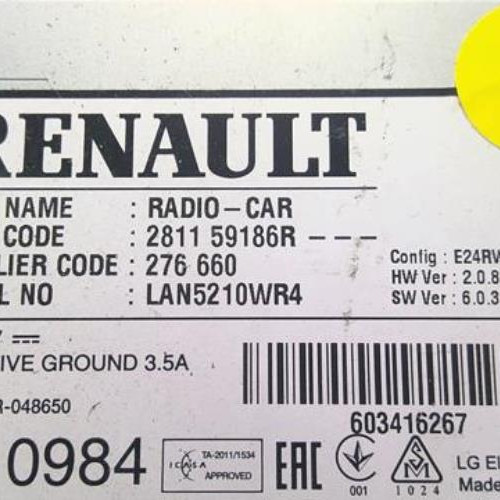 RENAULT
NAME : RADIO-CAR
CODE : 2811 59186R - - -
LIER CODE : 276 660
L NO : LAN5210WR4
Config : E24RV
HW Ver : 2.0.8
SW Ver : 6.0.3
IVE GROUND 3.5A
R-048650
603416267
0984
ICASA
TA-2011/1534
APPROVED
EAC
001
SM
1024
LG El
Made